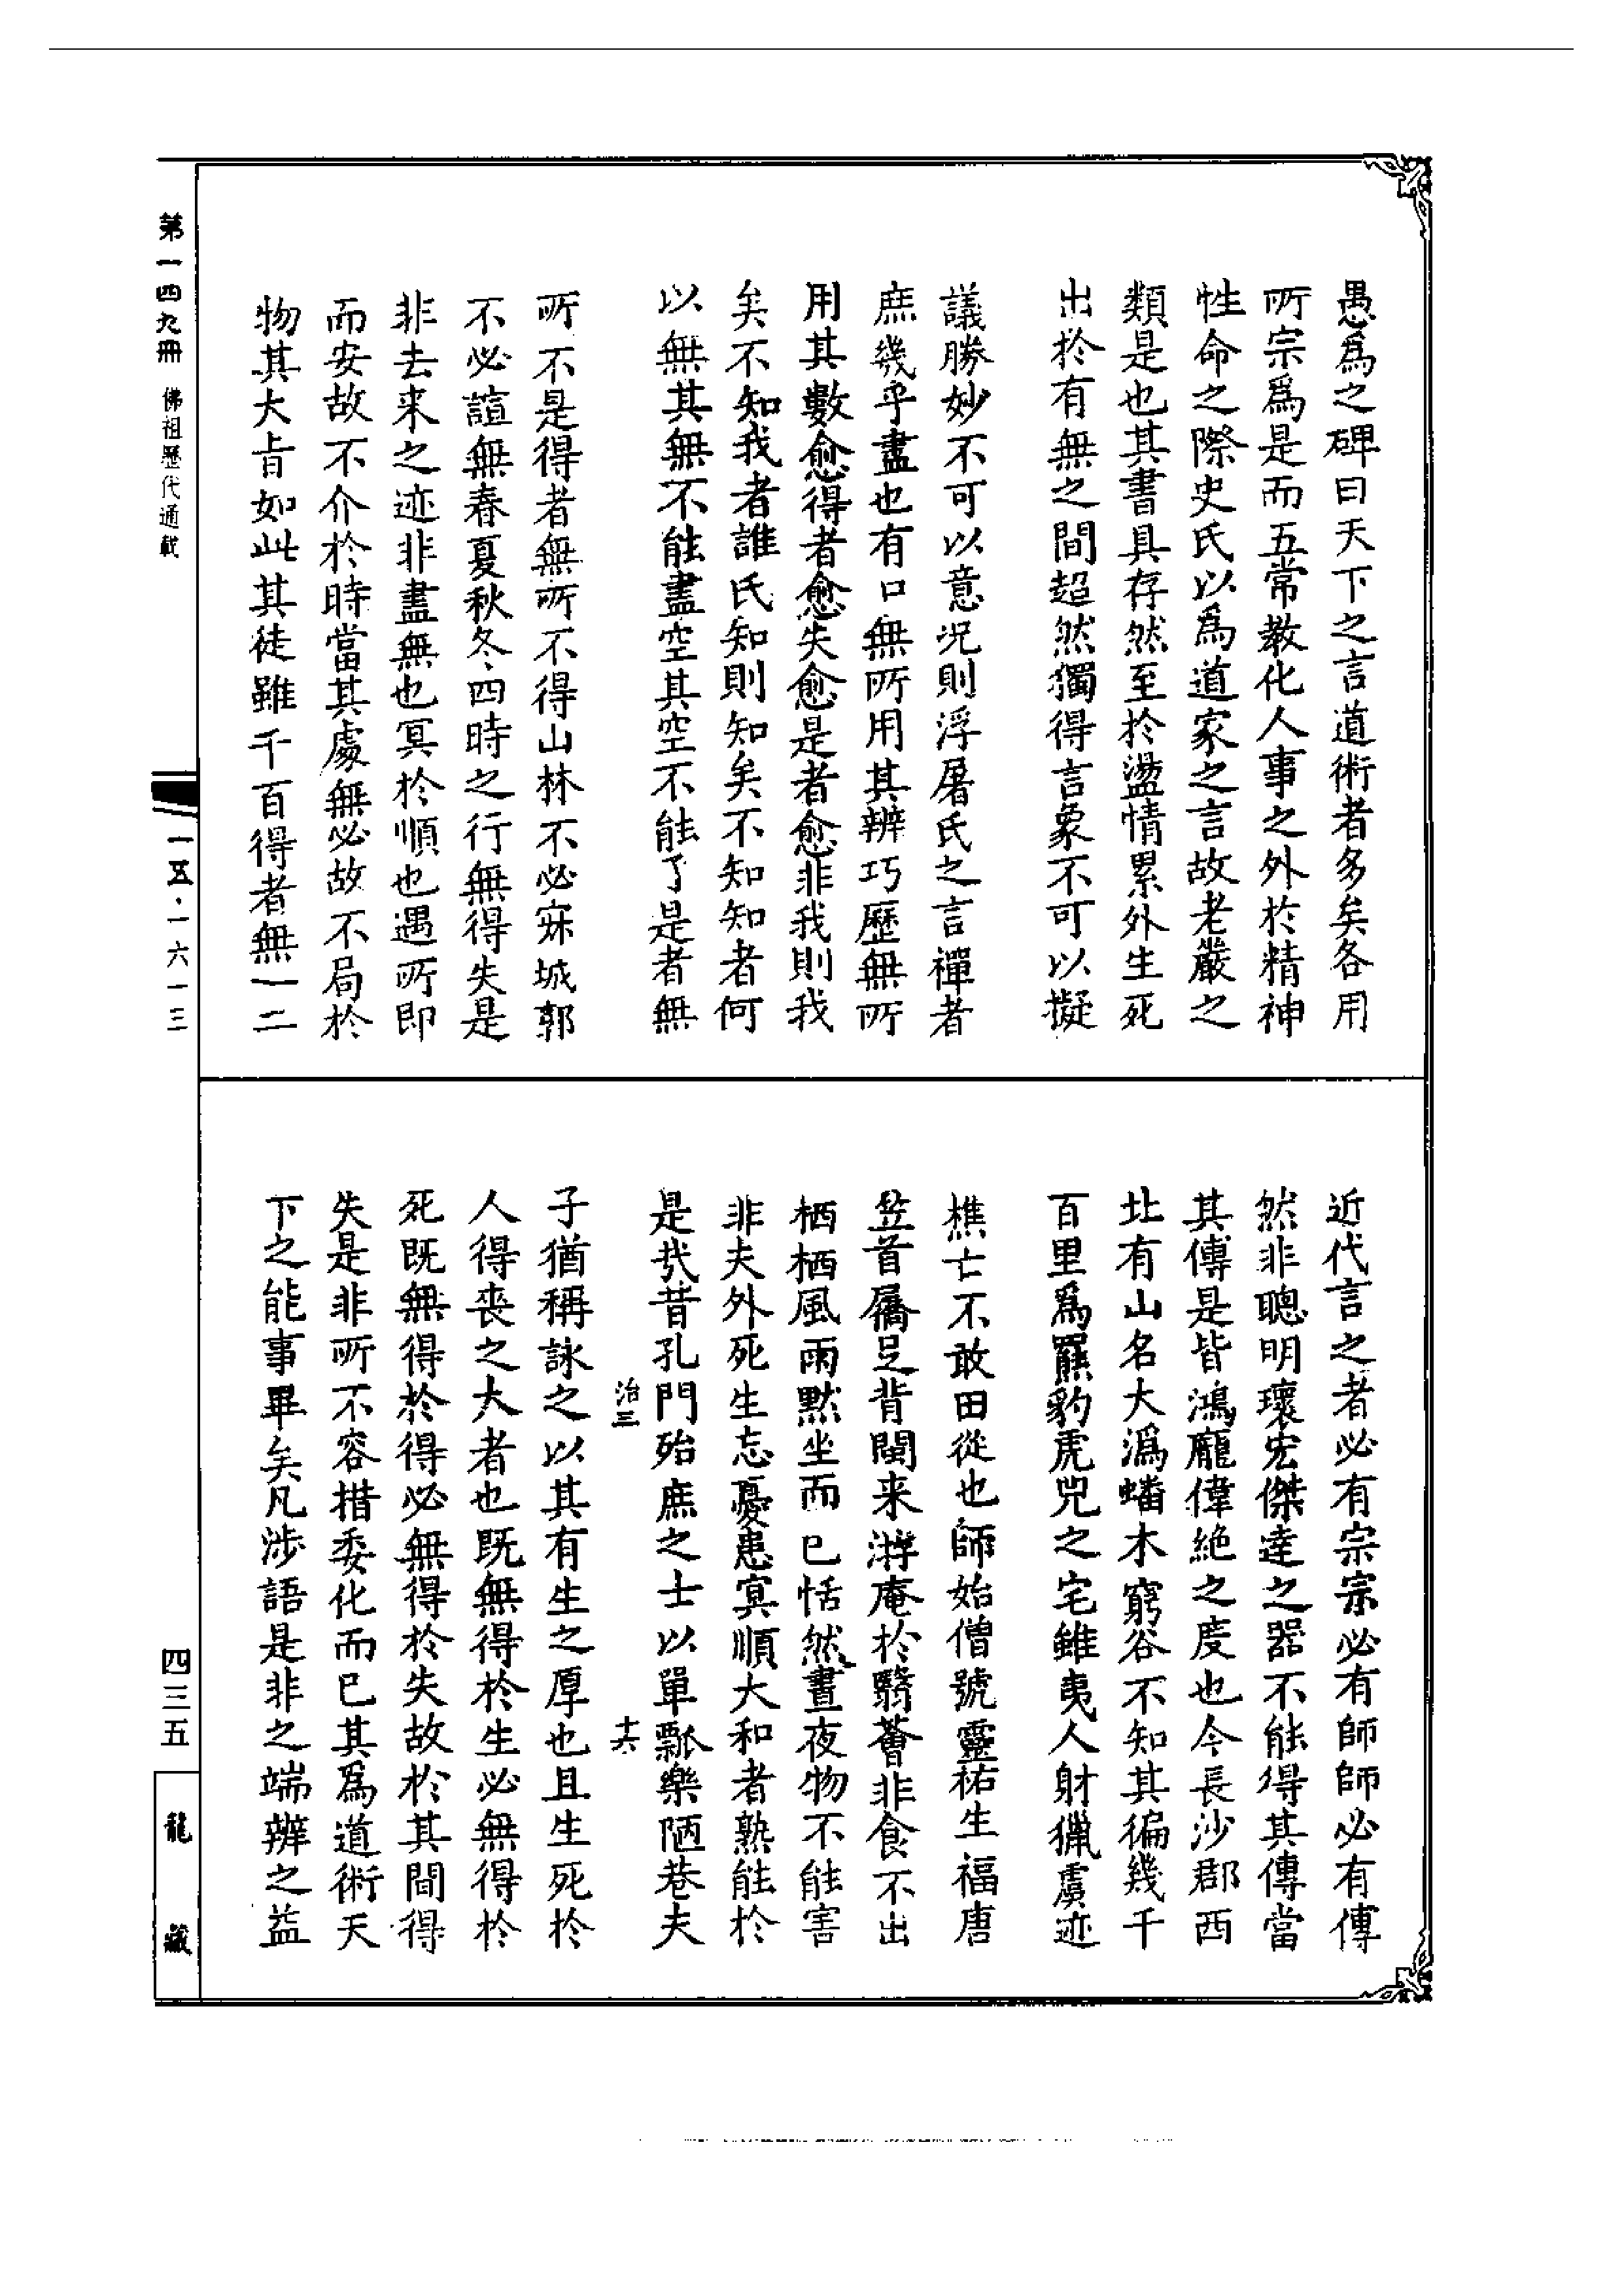 愚為之碑曰天下之言道術者多矣各用
所宗爲是而五常教化人事之外於精神
性命之際史氏以爲道家之言故老嚴之
類是也其書具存然至於盪情累外生死
出於有無之間超然獨得言象不可以擬
議勝妙不可以意况則浮屠氏之言禪者
庶幾乎盡也有口無所用其辨巧歷無所
用其數愈得者愈失愈是者愈非我則我
矣不知我者誰氏知則知矣不知知者何
以無其無不能盡空其空不能了是者無
所不是得者無所不得山林不必寂城郭
不必諠無春夏秋冬四時之行無得失是
非去来之迹非盡無也冥於順也遇所即
而安故不介於時當其處無必故不局於
物其大旨如此其徒雖千百得者無一二
近代言之者必有宗宗必有師師必有傳
然非聰明瓌宏傑達之器不能得其傳當
其傳是皆鴻厖偉絶之度也今長沙郡西
北有山名大潙蟠木窮谷不知其徧幾千
百里爲羆豹虎兕之宅雖夷人射獵虞迹
樵亡不敢田從也師始僧號靈祐生福唐
笠首屩足背閩来游庵於翳薈非食不出
栖栖風雨默坐而已恬然晝夜物不能害
非夫外死生忘憂患冥順大和者熟能於
是㢤昔孔門殆庶之士以單瓢樂陋巷夫
治三
十六
子猶稱詠之以其有生之厚也且生死於
人得丧之大者也既無得於生必無得於
死既無得於得必無得於失故於其間得
失是非所不容措委化而已其爲道術天
下之能事畢矣凡涉語是非之端辨之益
第一四九冊
佛祖歷代通載
一五·一六一三
四三五
龍藏